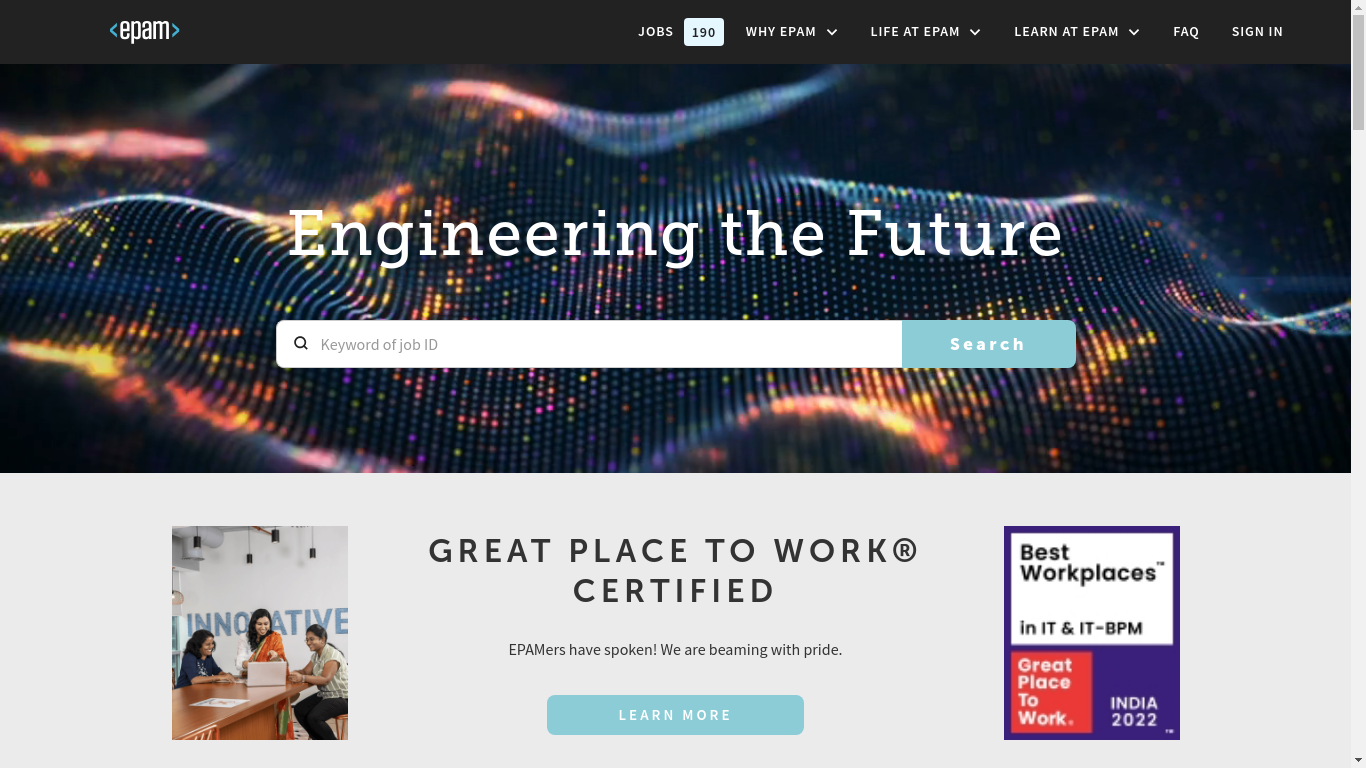 <epam>
JOBS 190 WHY EPAM LIFE AT EPAM LEARN AT EPAM FAQ SIGN IN
Engineering the Future
Keyword of job ID
Search
INNOVATIVE
GREAT PLACE TO WORK®
CERTIFIED
EPAMers have spoken! We are beaming with pride.
LEARN MORE
Best
Workplaces™
in IT & IT-BPM
Great
Place
To
Work.
INDIA
2022
TM